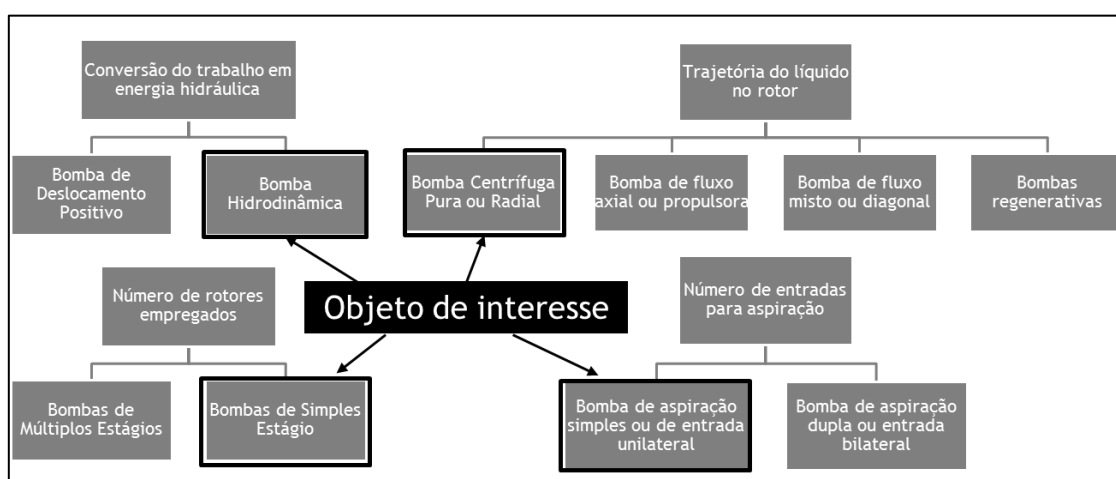 Conversão do trabalho em
energia hidráulica
Trajetória do líquido
no rotor
Bomba de
Deslocamento
Positivo
Bomba
Hidrodinâmica
Bomba Centrífuga
Pura ou Radial
Bomba de fluxo
axial ou propulsora
Bomba de fluxo
misto ou diagonal
Bombas
regenerativas
Objeto de interesse
Número de rotores
empregados
Número de entradas
para aspiração
Bombas de
Múltiplos Estágios
Bombas de Simples
Estágio
Bomba de aspiração
simples ou de entrada
unilateral
Bomba de aspiração
dupla ou entrada
bilateral